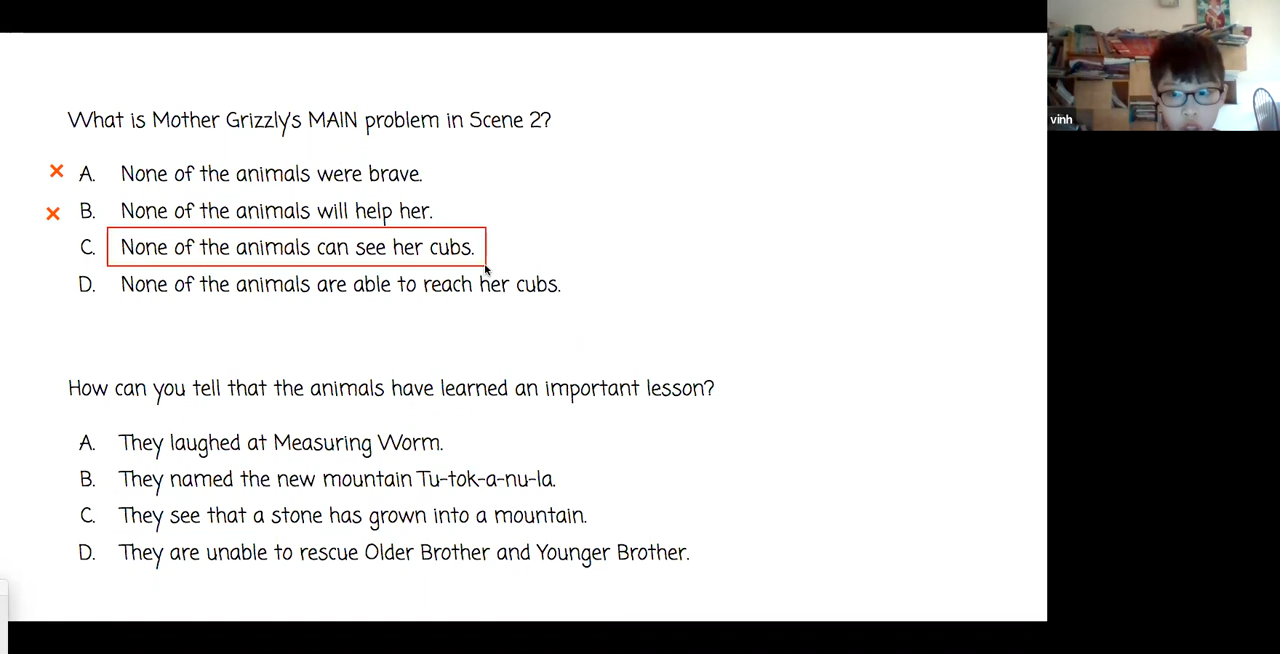 What is Mother Grizzly's MAIN problem in Scene 2?
A. None of the animals were brave.
B. None of the animals will help her.
C. None of the animals can see her cubs.
D. None of the animals are able to reach her cubs.
How can you tell that the animals have learned an important lesson?
A. They laughed at Measuring Worm.
B. They named the new mountain Tu-tok-a-nu-la.
C. They see that a stone has grown into a mountain.
D. They are unable to rescue Older Brother and Younger Brother.
vinh